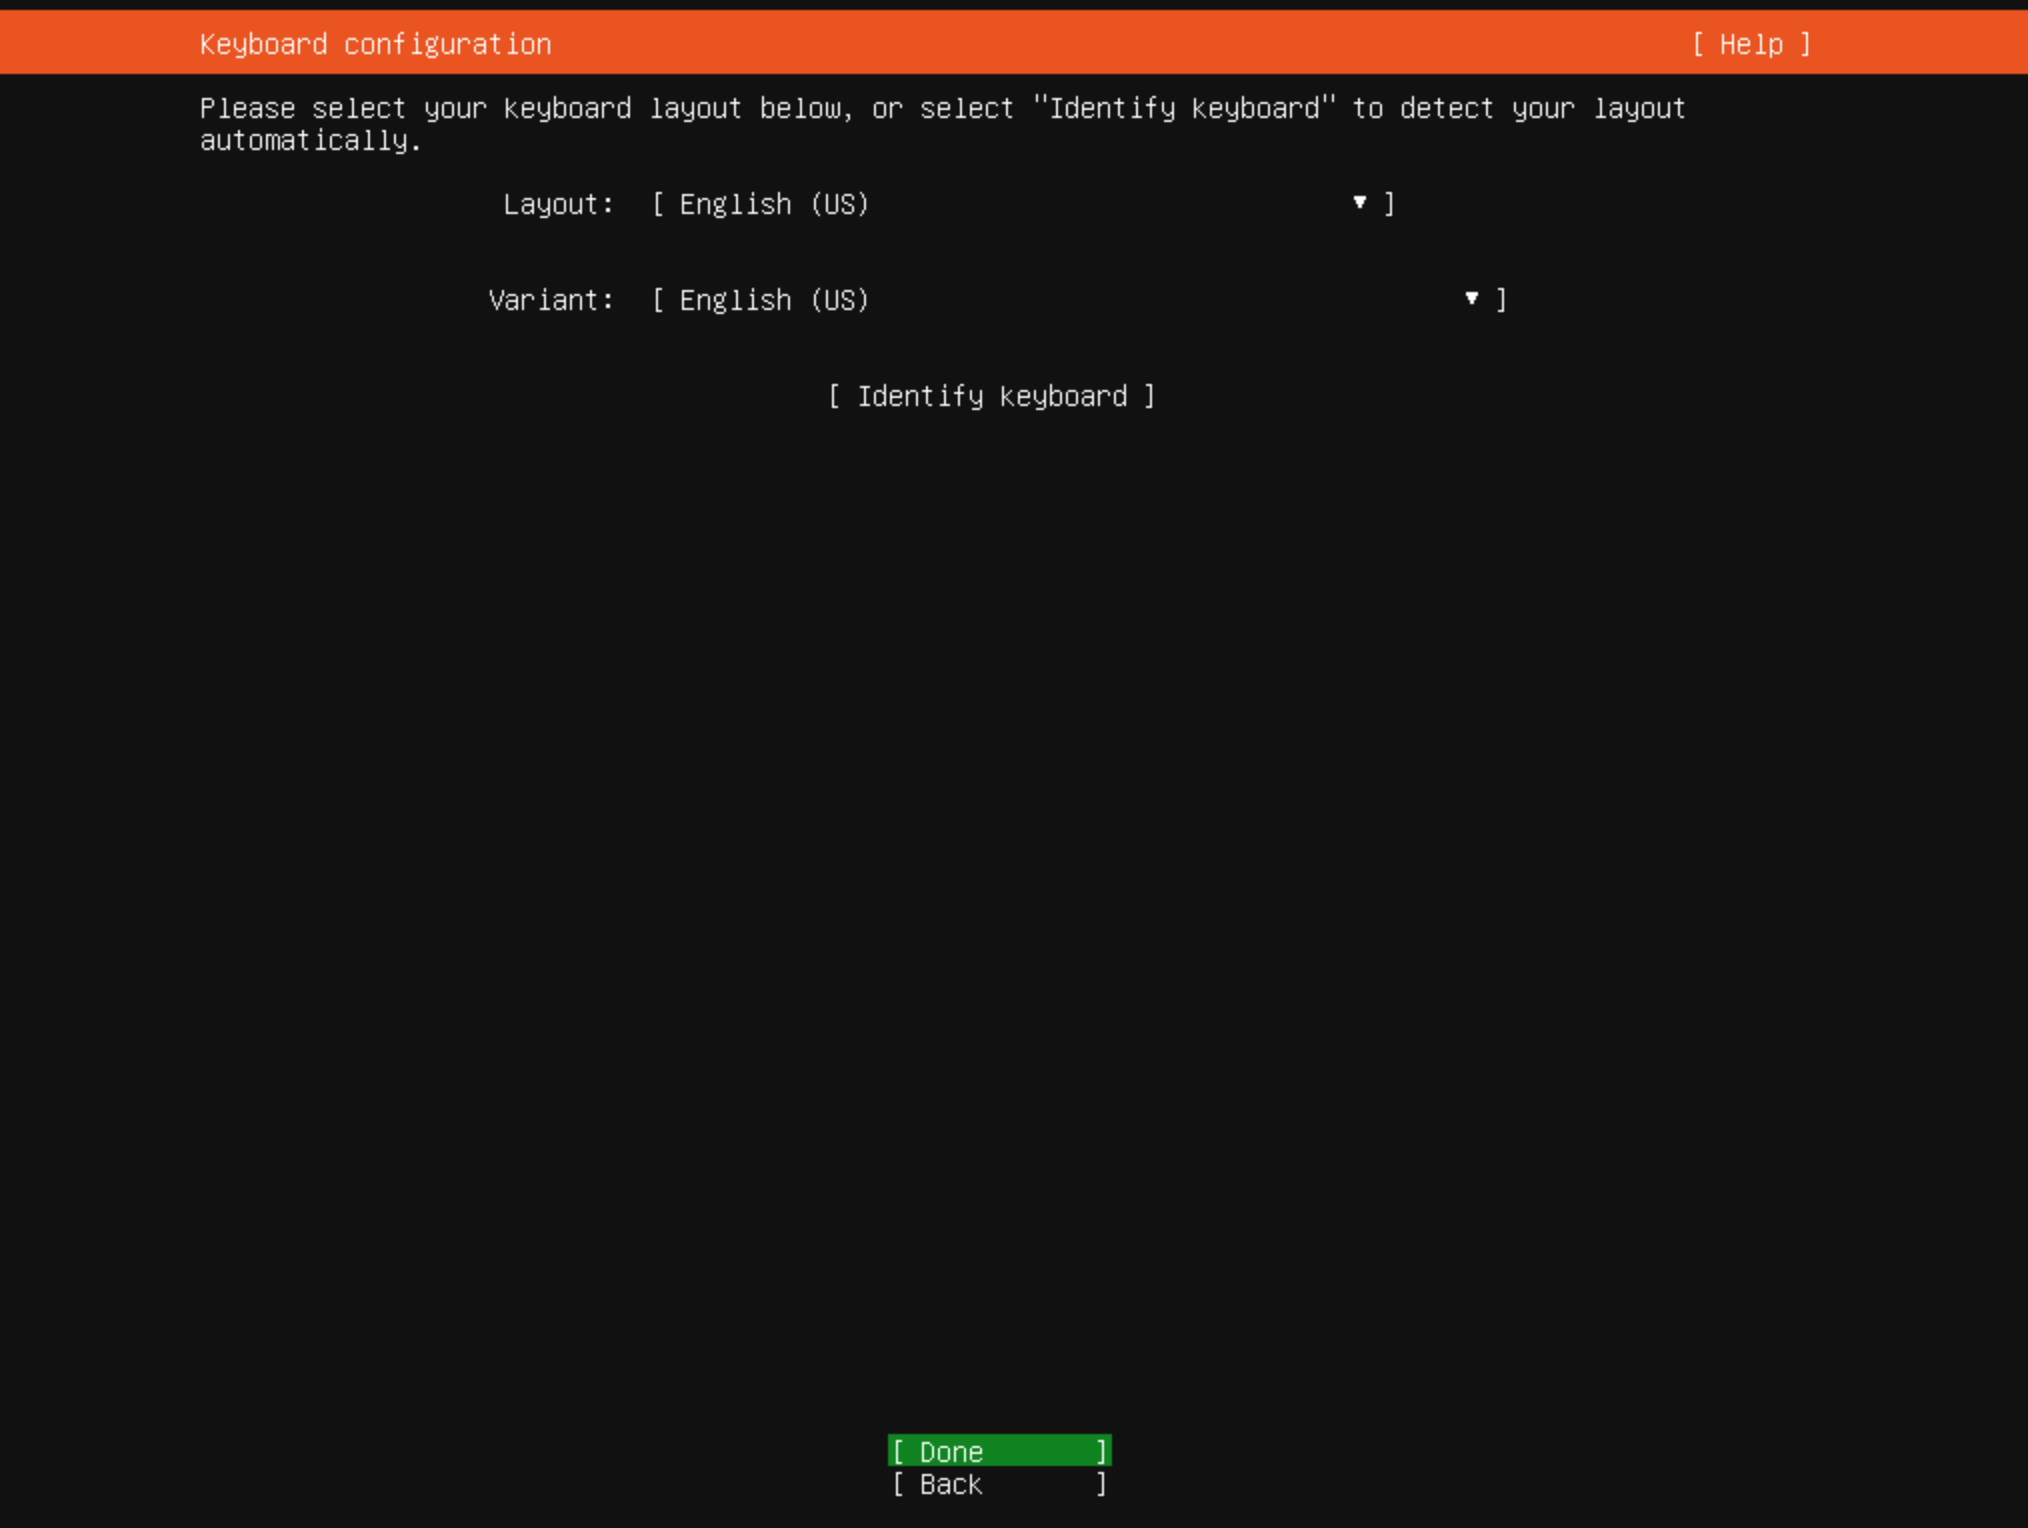 Keyboard configuration [ Help ]
Please select your keyboard layout below, or select "Identify keyboard" to detect your layout
automatically.
Layout: [ English (US) ▼ ]
Variant: [ English (US) ▼ ]
[ Identify keyboard ]
[ Done ]
[ Back ]